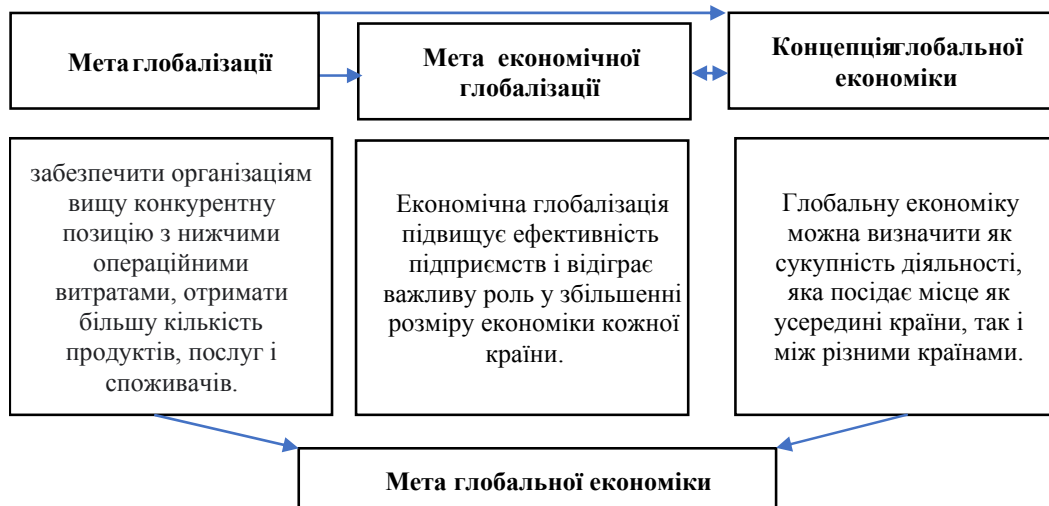 Мета глобалізації
Мета економічної
глобалізації
Концепціяглобальної
економіки
забезпечити організаціям
вищу конкурентну
позицію з нижчими
операційними
витратами, отримати
більшу кількість
продуктів, послуг і
споживачів.
Економічна глобалізація
підвищує ефективність
підприємств і відіграє
важливу роль у збільшенні
розміру економіки кожної
країни.
Глобальну економіку
можна визначити як
сукупність діяльності,
яка посідає місце як
усередині країни, так і
між різними країнами.
Мета глобальної економіки